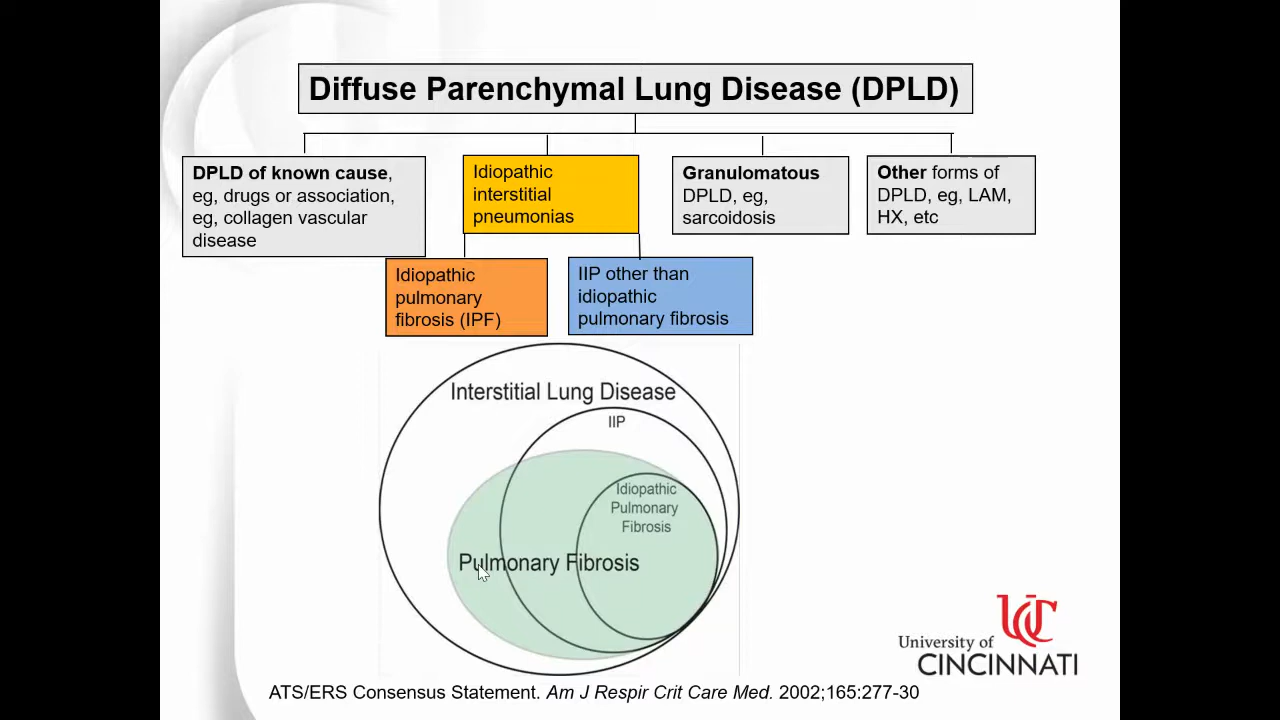 Diffuse Parenchymal Lung Disease (DPLD)
DPLD of known cause,
eg, drugs or association,
eg, collagen vascular
disease
Idiopathic
interstitial
pneumonias
Granulomatous
DPLD, eg,
sarcoidosis
Other forms of
DPLD, eg, LAM,
HX, etc
Idiopathic
pulmonary
fibrosis (IPF)
IIP other than
idiopathic
pulmonary fibrosis
Interstitial Lung Disease
IIP
Idiopathic
Pulmonary
Fibrosis
Pulmonary Fibrosis
UC
University of
CINCINNATI
ATS/ERS Consensus Statement. Am J Respir Crit Care Med. 2002;165:277-30